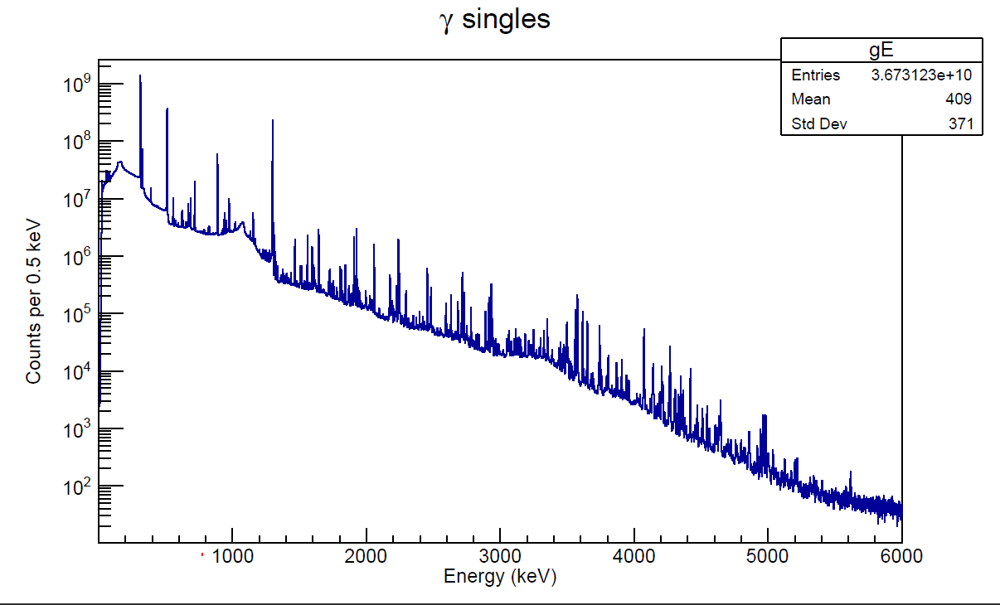 γ singles
gE
Entries 3.673123e+10
Mean 409
Std Dev 371
Counts per 0.5 keV
10⁹
10⁸
10⁷
10⁶
10⁵
10⁴
10³
10²
1000 2000 3000 4000 5000 6000
Energy (keV)